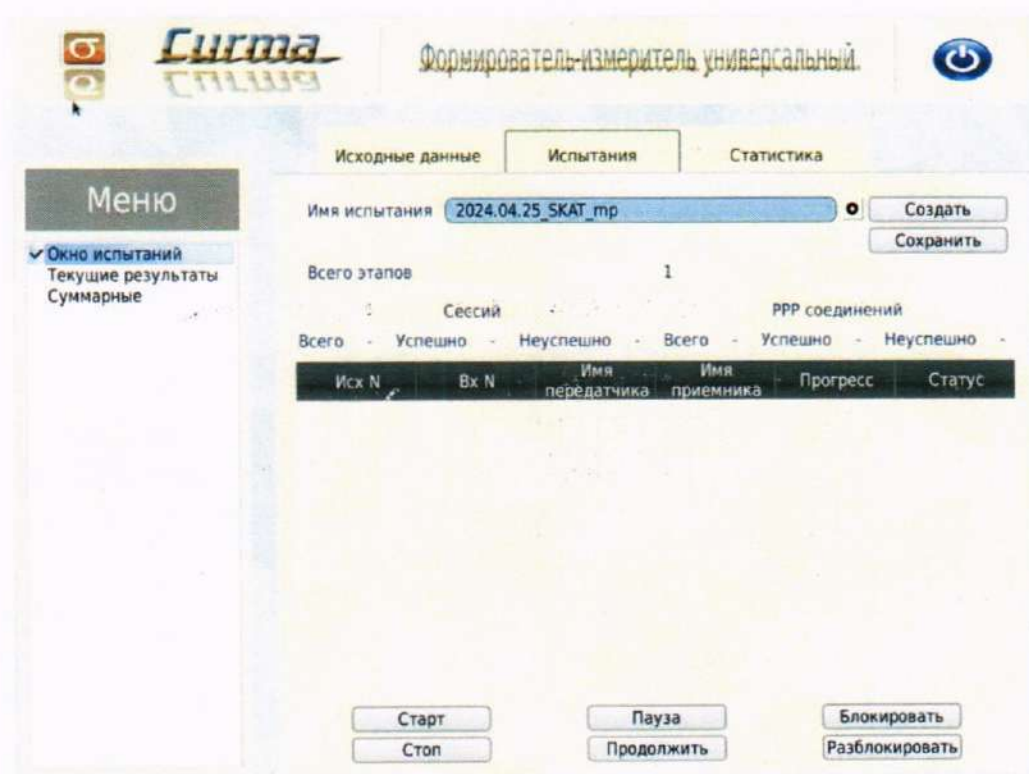 σ Сигма Формирователь-измеритель универсальный.
Исходные данные Испытания Статистика
Меню
Имя испытания 2024.04.25_SKAT_mp Создать
Сохранить
✓ Окно испытаний
Текущие результаты
Суммарные
Всего этапов 1
Сессий PPP соединений
Всего - Успешно - Неуспешно - Всего - Успешно - Неуспешно -
Исх N Вх N Имя передатчика Имя приемника Прогресс Статус
Старт Пауза Блокировать
Стоп Продолжить Разблокировать